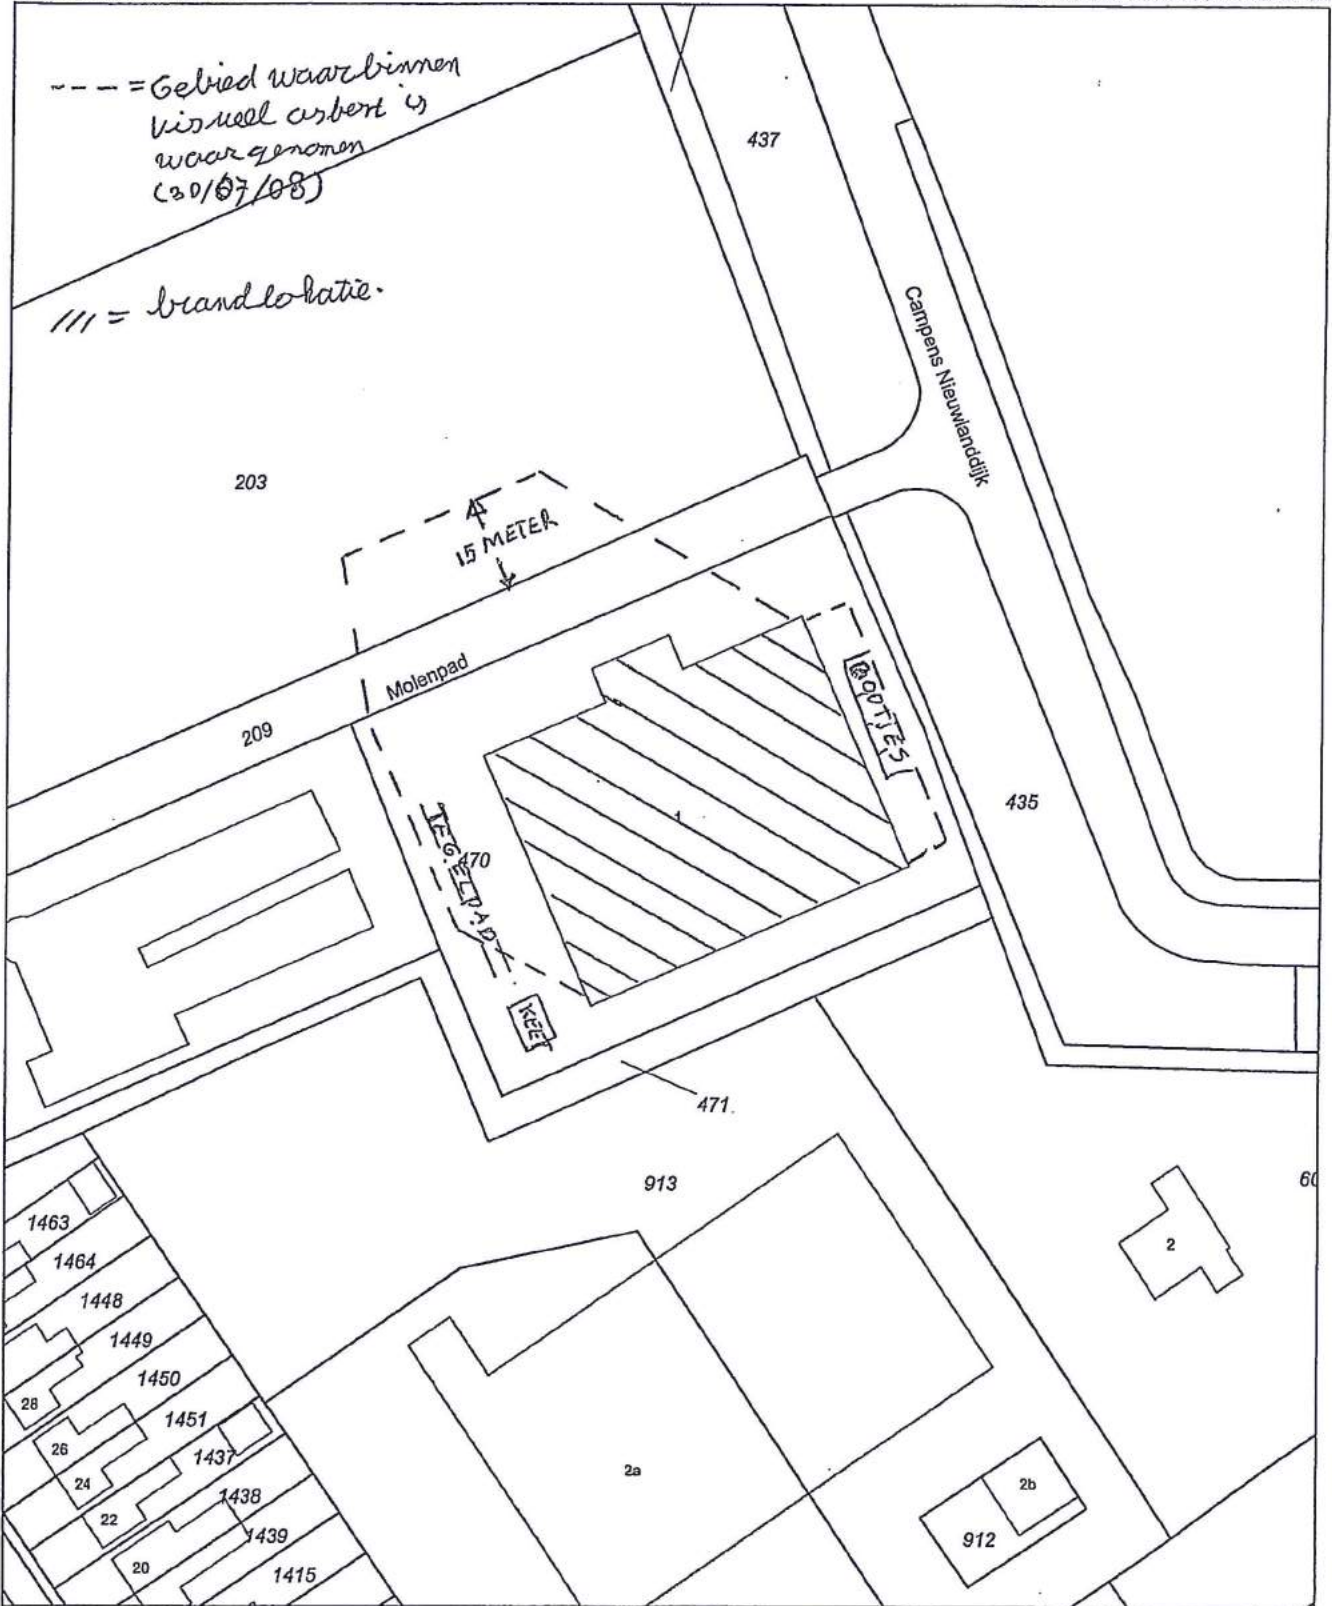 --- = Gebied waarbinnen
visueel asbest is
waargenomen
(30/07/08)
/// = brandlokatie.
437
Campens Nieuwlanddijk
203
15 METER
Molenpad
209
BOOTJES
1
435
TEGELPAD
470
KEET
471
913
60
1463
2
1464
1448
1449
1450
28
1451
26
1437
24
2a
2b
1438
22
1439
912
20
1415